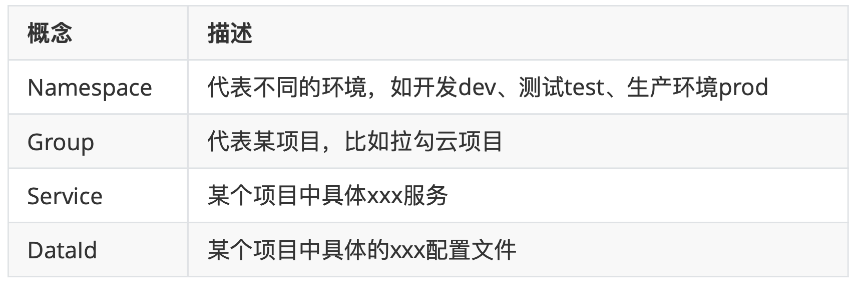 概念 描述
Namespace 代表不同的环境，如开发dev、测试test、生产环境prod
Group 代表某项目，比如拉勾云项目
Service 某个项目中具体xxx服务
DataId 某个项目中具体的xxx配置文件